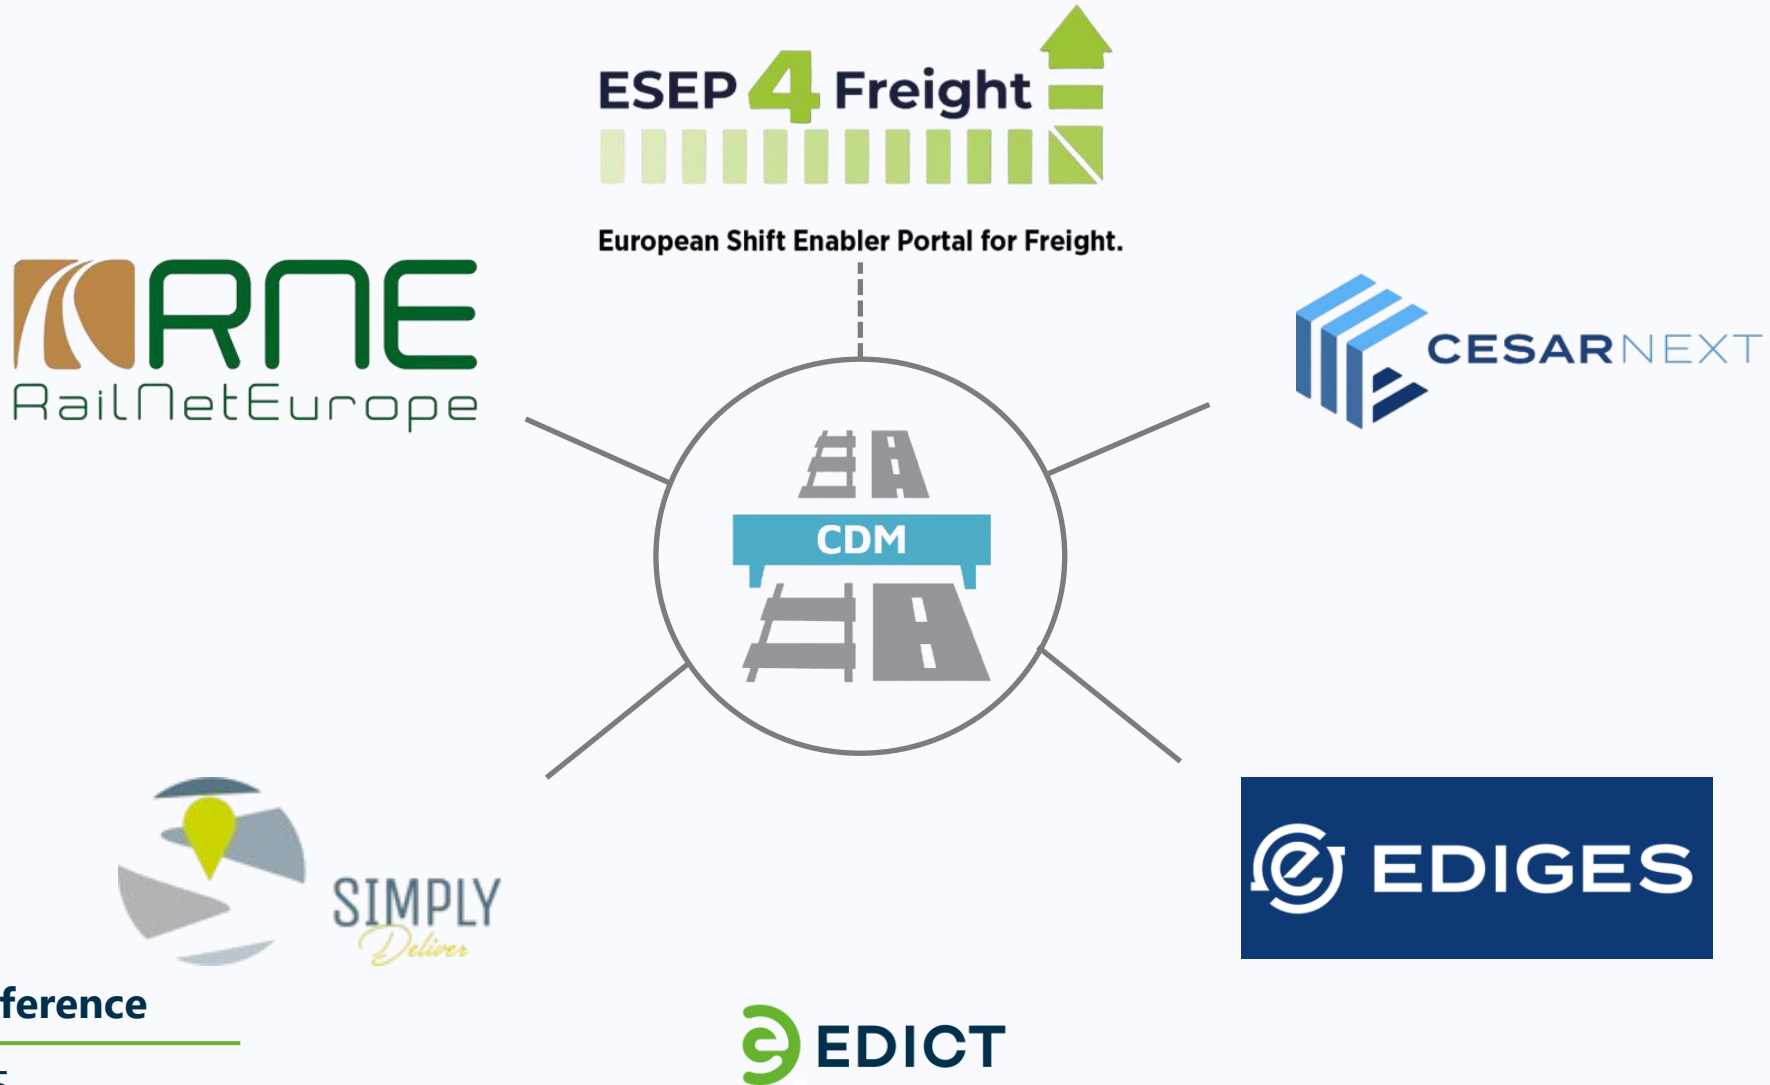 ESEP 4 Freight
European Shift Enabler Portal for Freight.
RNE
RailNetEurope
CESARNEXT
CDM
SIMPLY
Deliver
EDIGES
ference
EDICT